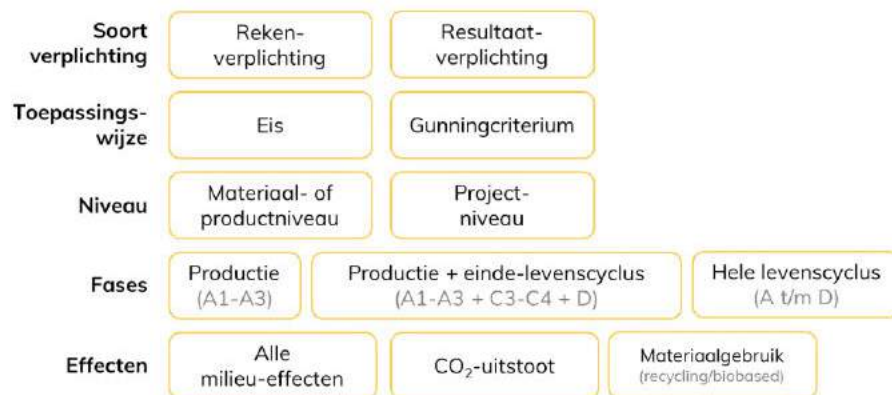 Soort
verplichting
Reken-
verplichting
Resultaat-
verplichting
Toepassings-
wijze
Eis
Gunningcriterium
Niveau
Materiaal- of
productniveau
Project-
niveau
Fases
Productie
(A1-A3)
Productie + einde-levenscyclus
(A1-A3 + C3-C4 + D)
Hele levenscyclus
(A t/m D)
Effecten
Alle
milieu-effecten
CO₂-uitstoot
Materiaalgebruik
(recycling/biobased)